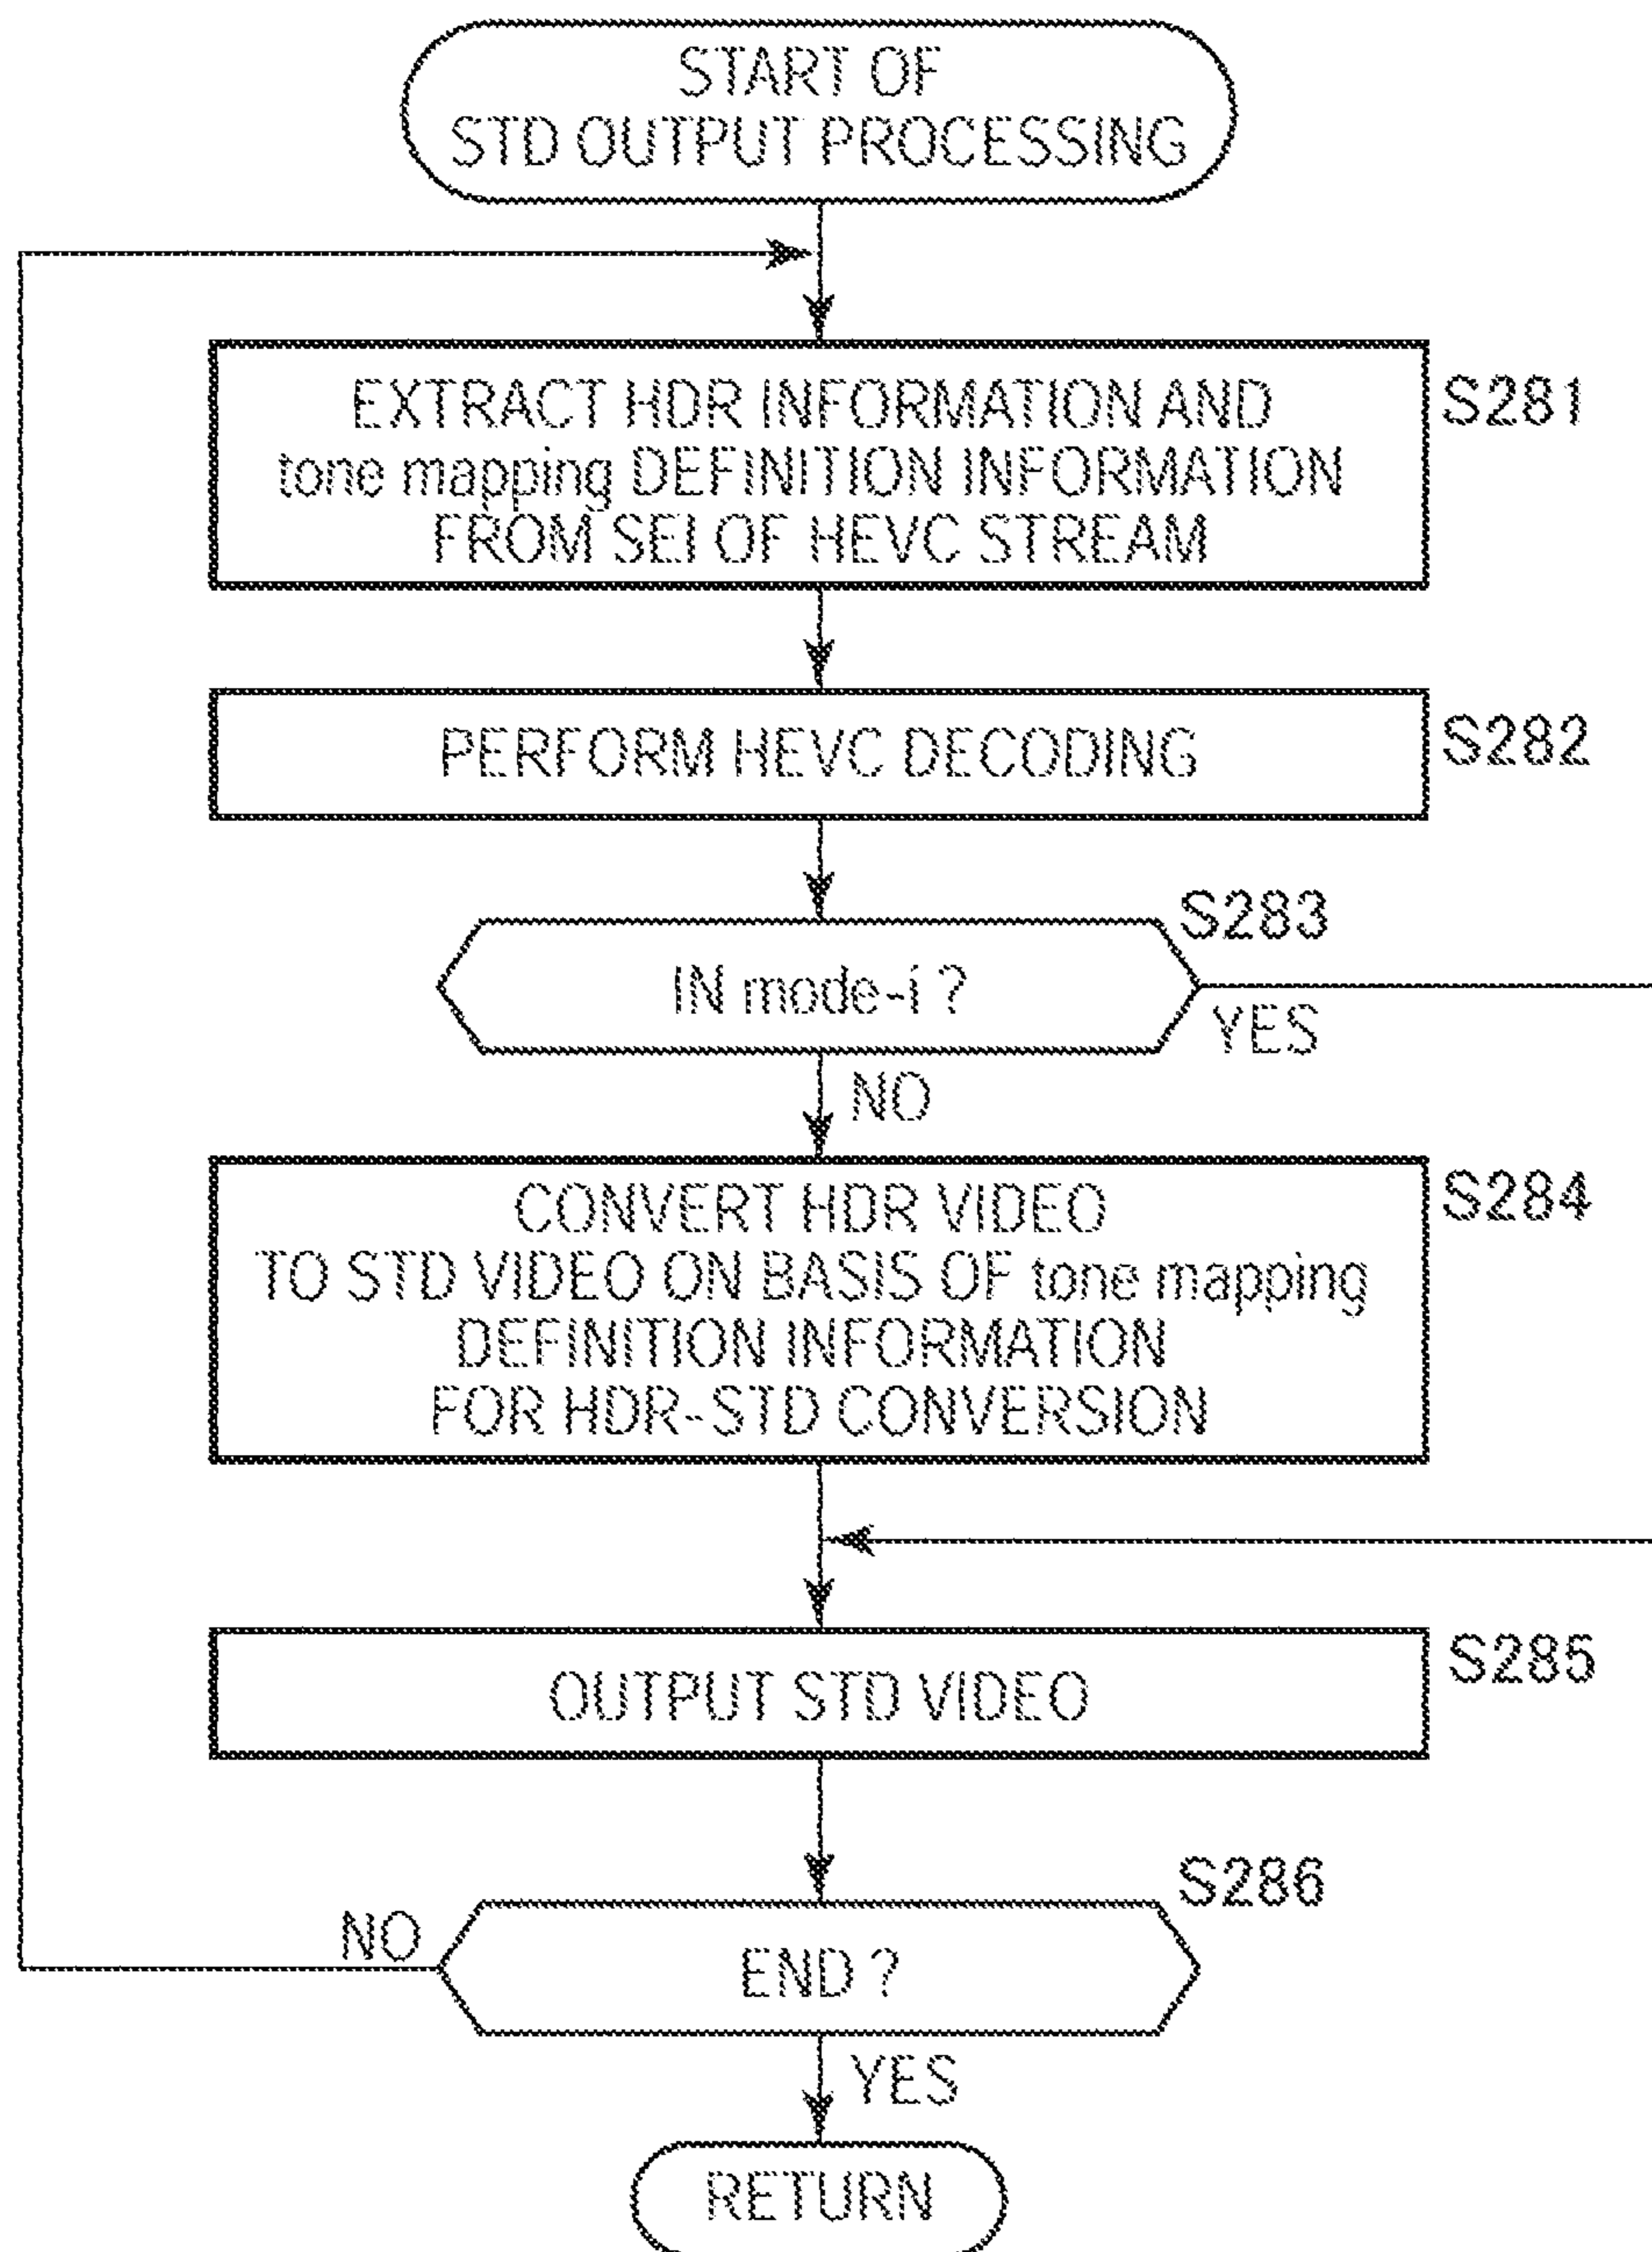 START OF
STD OUTPUT PROCESSING
EXTRACT HDR INFORMATION AND
tone mapping DEFINITION INFORMATION
FROM SEI OF HEVC STREAM
S281
PERFORM HEVC DECODING
S282
S283
IN mode-i ?
YES
NO
CONVERT HDR VIDEO
TO STD VIDEO ON BASIS OF tone mapping
DEFINITION INFORMATION
FOR HDR-STD CONVERSION
S284
OUTPUT STD VIDEO
S285
S286
NO
END ?
YES
RETURN